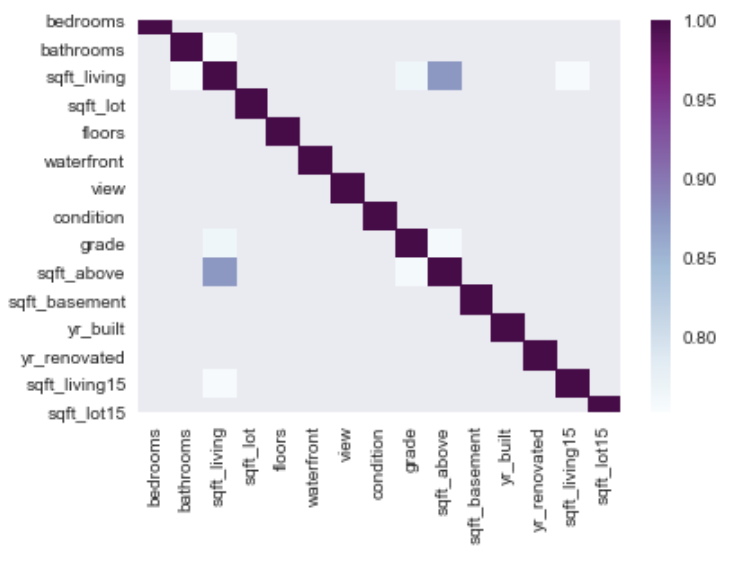 bedrooms
bathrooms
sqft_living
sqft_lot
floors
waterfront
view
condition
grade
sqft_above
sqft_basement
yr_built
yr_renovated
sqft_living15
sqft_lot15
bedrooms
bathrooms
sqft_living
sqft_lot
floors
waterfront
view
condition
grade
sqft_above
sqft_basement
yr_built
yr_renovated
sqft_living15
sqft_lot15
1.00
0.95
0.90
0.85
0.80